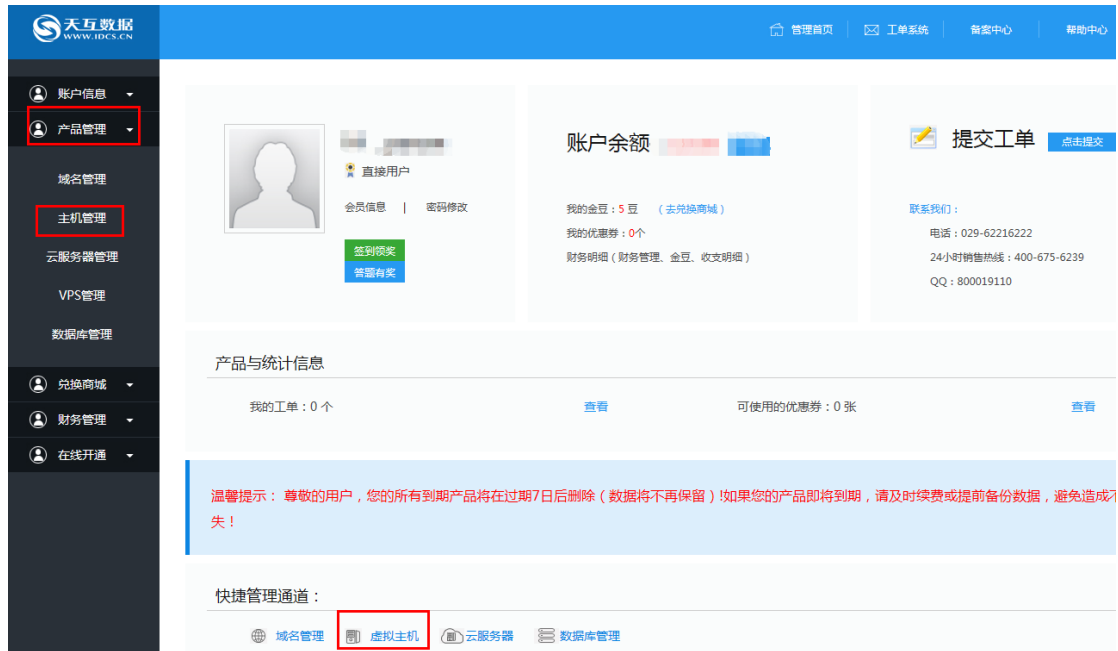 天互数据
WWW.IDCS.CN
管理首页 工单系统 备案中心 帮助中心
账户信息
产品管理
域名管理
主机管理
云服务器管理
VPS管理
数据库管理
兑换商城
财务管理
在线开通
直接用户
会员信息 | 密码修改
签到领奖
答题有奖
账户余额
我的金豆：5 豆 （去兑换商城）
我的优惠券：0个
财务明细（财务管理、金豆、收支明细）
提交工单 点击提交
联系我们：
电话：029-62216222
24小时销售热线：400-675-6239
QQ：800019110
产品与统计信息
我的工单：0 个 查看 可使用的优惠券：0 张 查看
温馨提示： 尊敬的用户，您的所有到期产品将在过期7日后删除（数据将不再保留）!如果您的产品即将到期，请及时续费或提前备份数据，避免造成不
失！
快捷管理通道：
域名管理 虚拟主机 云服务器 数据库管理